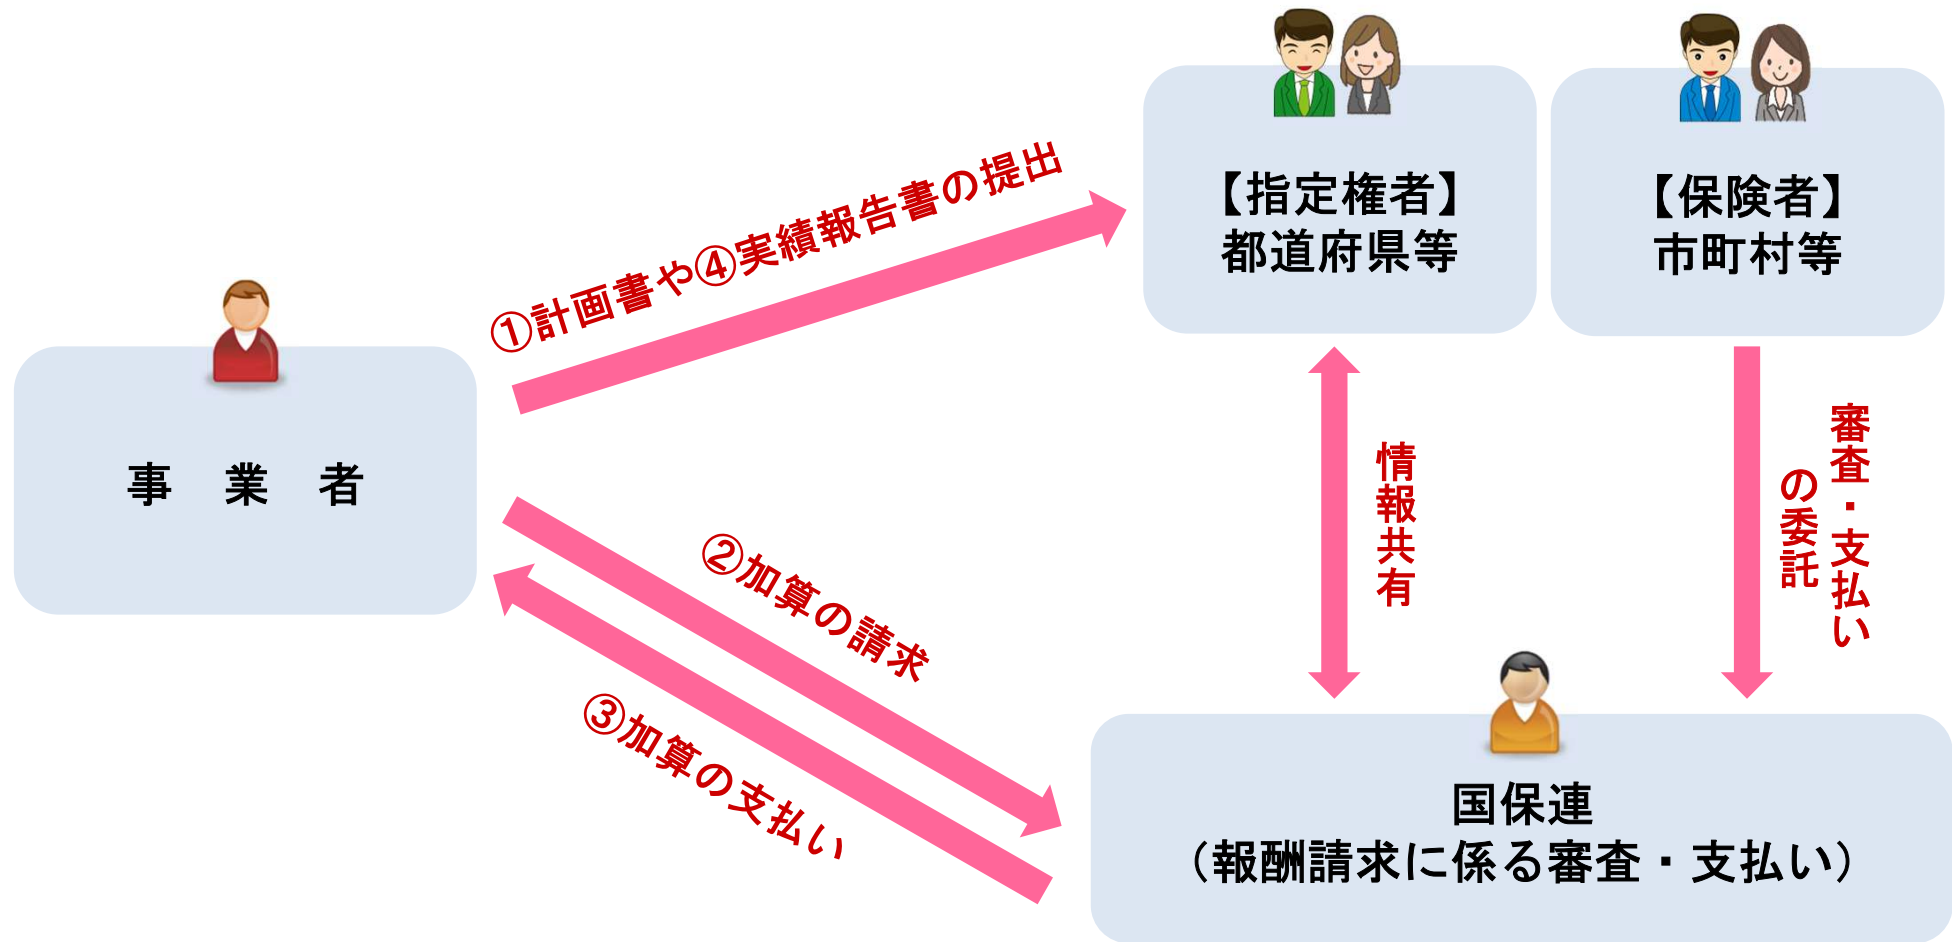 【指定権者】
都道府県等
【保険者】
市町村等
①計画書や④実績報告書の提出
事　業　者
情報共有
審査・支払い
の委託
②加算の請求
③加算の支払い
国保連
（報酬請求に係る審査・支払い）